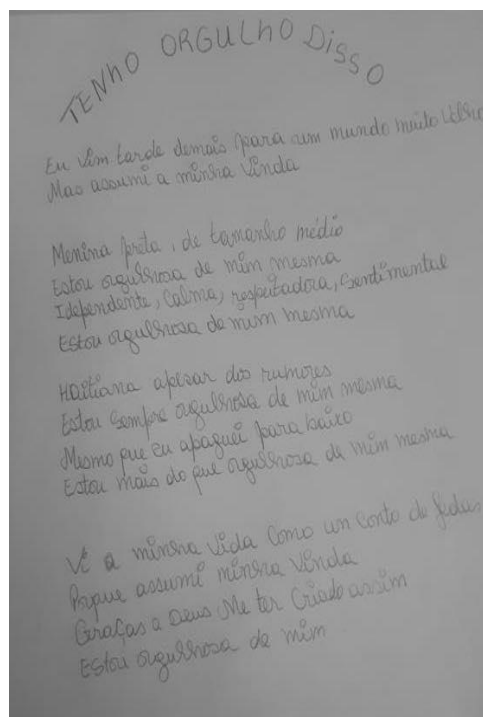 TENHO ORGULHO DISSO
Eu vim tarde demais para um mundo muito velho
Mas assumi a minha vinda
Menina preta, de tamanho médio
Estou orgulhosa de mim mesma
Idependente, calma, respeitadora, sentimental
Estou orgulhosa de mim mesma
Haitiana apesar dos rumores
Estou sempre orgulhosa de mim mesma
Mesmo que eu apaguei para baixo
Estou mais do que orgulhosa de mim mesma
Vê a minha vida como un conto de fadas
Porque assumi minha vinda
Graças a Deus Me ter criado assim
Estou orgulhosa de mim